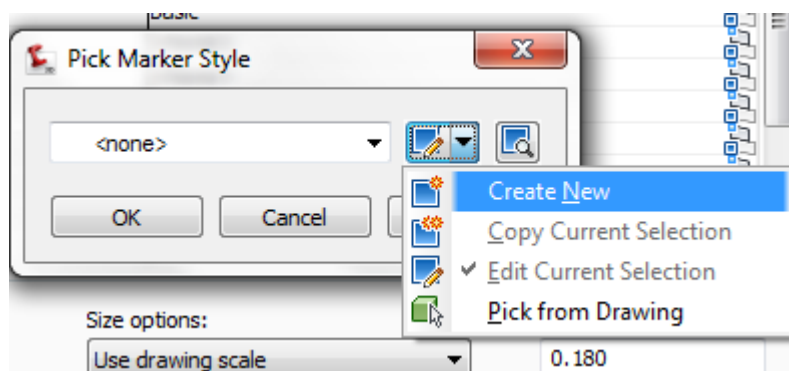 Basic
Pick Marker Style
<none>
Create New
OK
Cancel
Copy Current Selection
Edit Current Selection
Pick from Drawing
Size options:
Use drawing scale
0.180